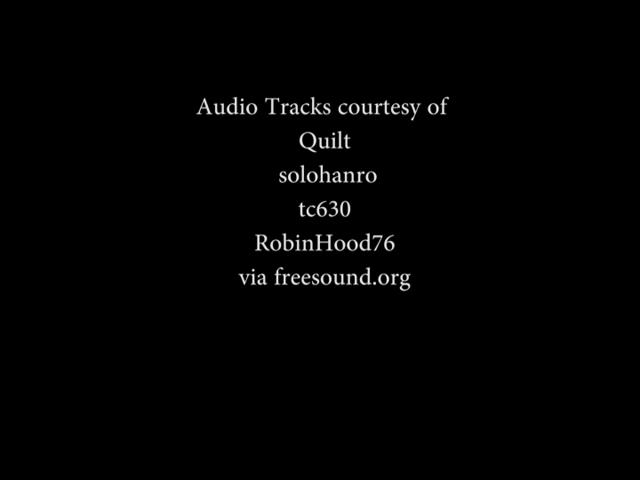 Audio Tracks courtesy of
Quilt
solohanro
tc630
RobinHood76
via freesound.org